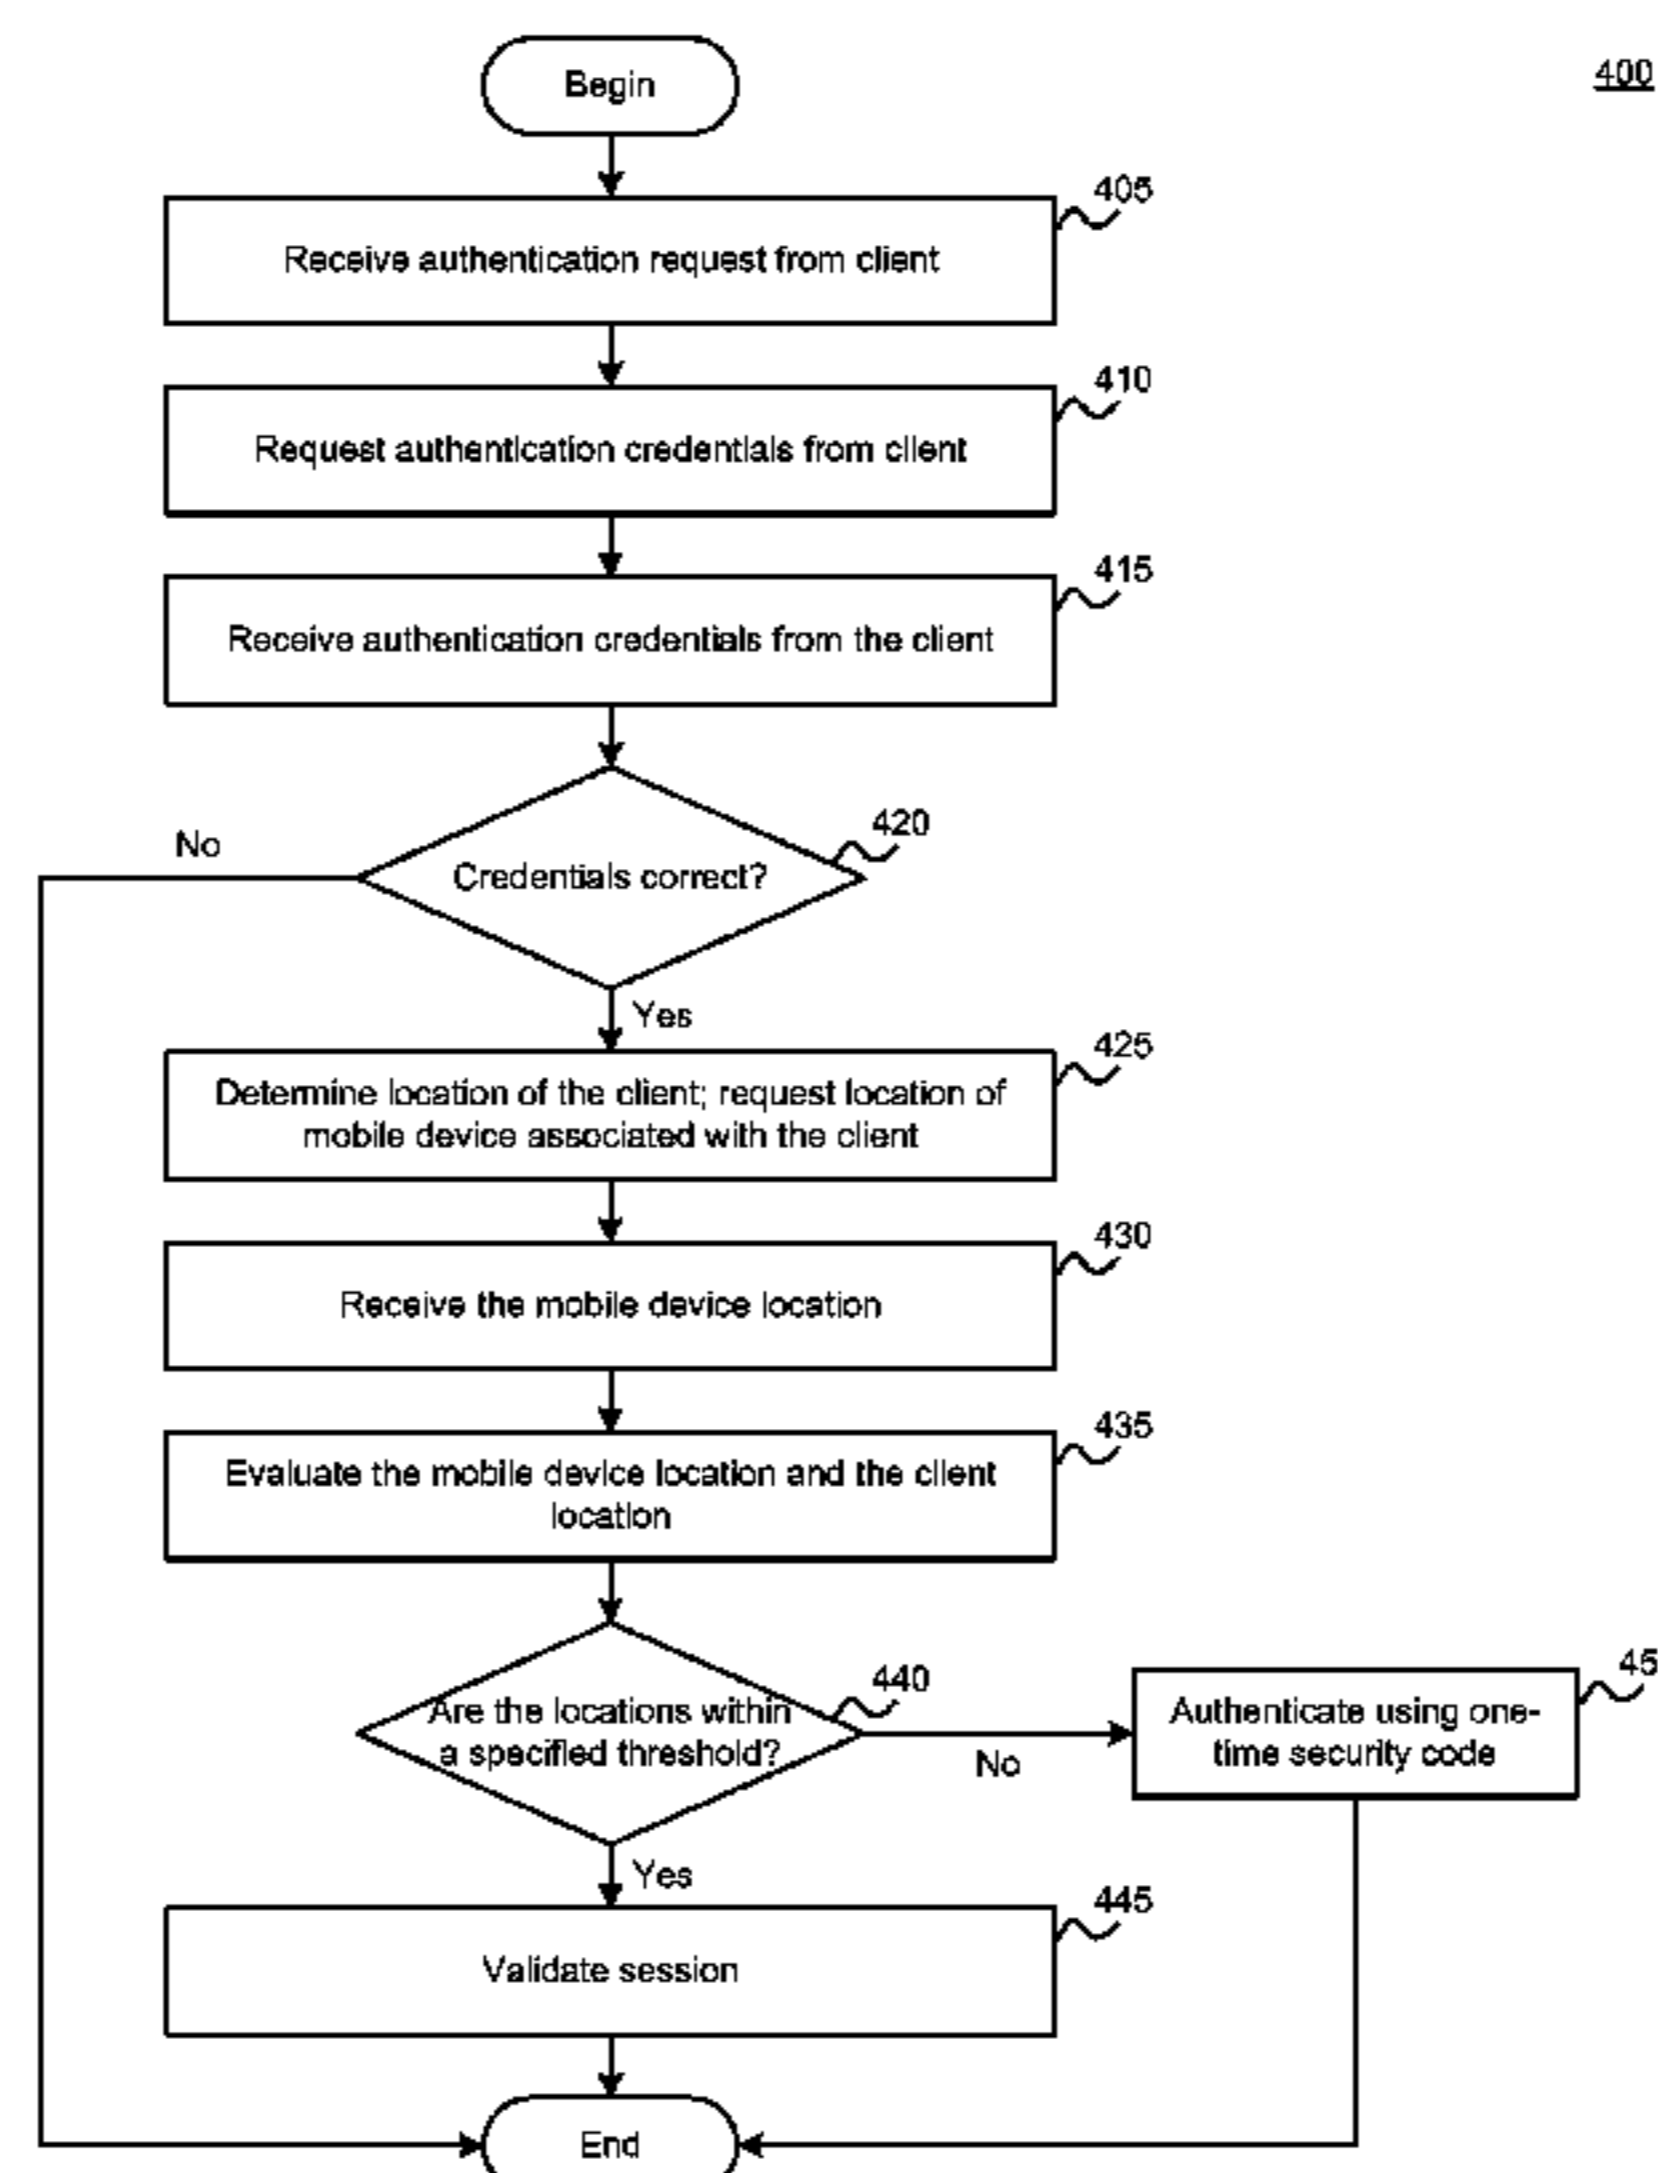 400
Begin
405
Receive authentication request from client
410
Request authentication credentials from client
415
Receive authentication credentials from the client
420
Credentials correct?
No
Yes
425
Determine location of the client; request location of
mobile device associated with the client
430
Receive the mobile device location
435
Evaluate the mobile device location and the client
location
440
Are the locations within
a specified threshold?
No
45
Authenticate using one-
time security code
Yes
445
Validate session
End